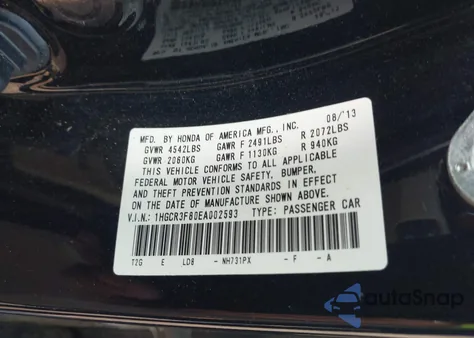 MFD. BY HONDA OF AMERICA MFG., INC. 08/'13
GVWR 4542LBS GAWR F 2491LBS R 2072LBS
GVWR 2060KG GAWR F 1130KG R 940KG
THIS VEHICLE CONFORMS TO ALL APPLICABLE
FEDERAL MOTOR VEHICLE SAFETY, BUMPER,
AND THEFT PREVENTION STANDARDS IN EFFECT
ON THE DATE OF MANUFACTURE SHOWN ABOVE.
V.I.N.: 1HGCR3F80EA002593 TYPE: PASSENGER CAR
T2G E LD8 - NH731PX - F - A
autoSnap